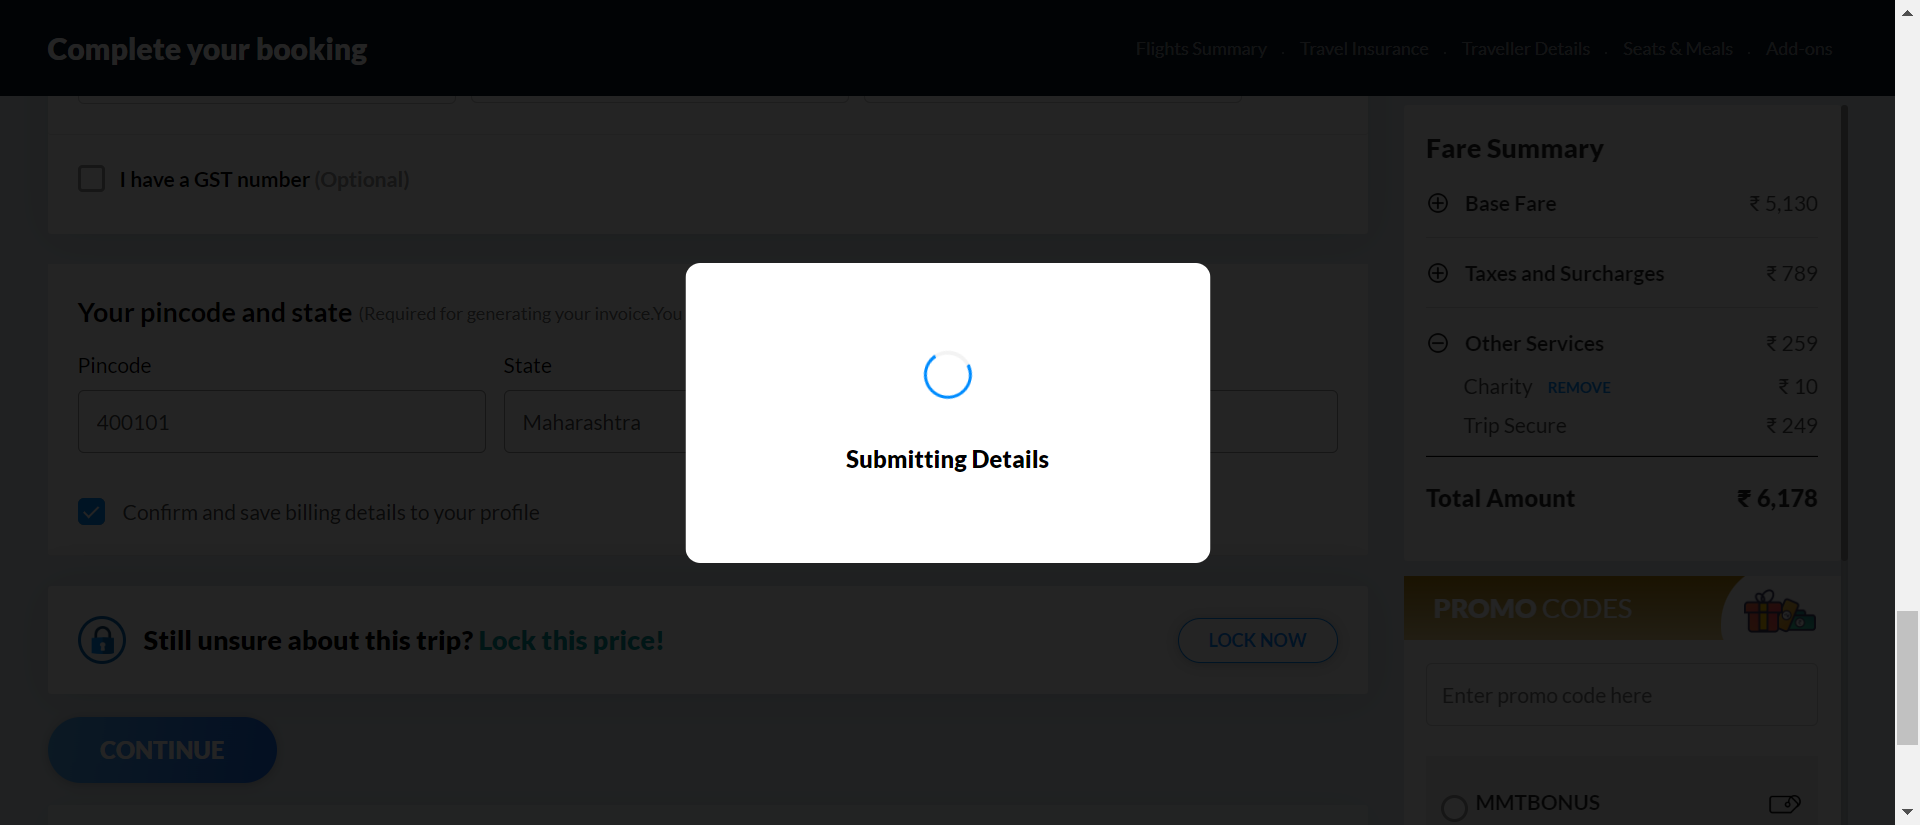 Complete your booking
Flights Summary . Travel Insurance . Traveller Details . Seats & Meals . Add-ons
I have a GST number (Optional)
Your pincode and state (Required for generating your invoice.You
Pincode
State
400101
Maharashtra
Confirm and save billing details to your profile
Submitting Details
Still unsure about this trip? Lock this price!
LOCK NOW
CONTINUE
Fare Summary
Base Fare ₹ 5,130
Taxes and Surcharges ₹ 789
Other Services ₹ 259
Charity REMOVE ₹ 10
Trip Secure ₹ 249
Total Amount ₹ 6,178
PROMO CODES
Enter promo code here
MMTBONUS